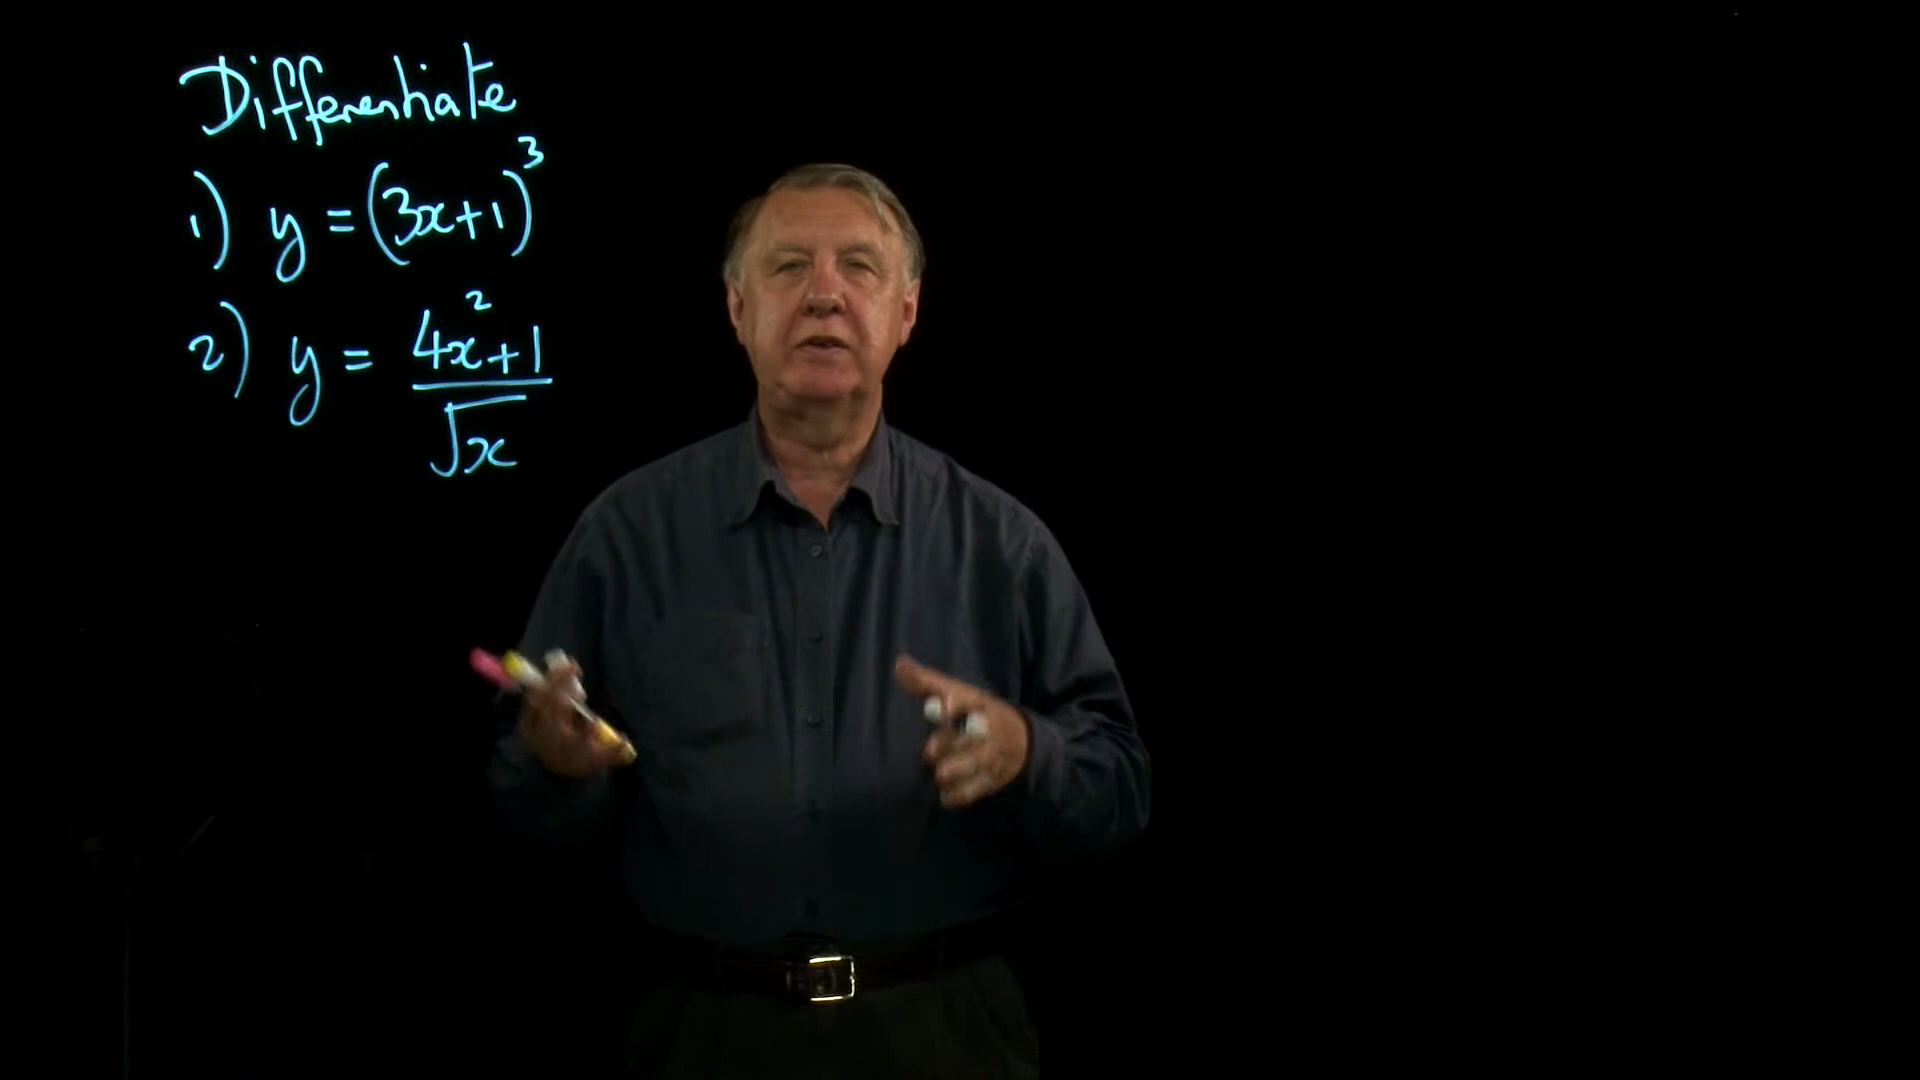 Differentiate
1) y = (3x+1)³
2) y = (4x²+1)/√x